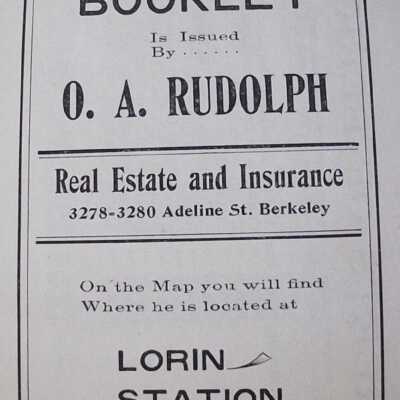 BOOKLET
Is Issued
By ......
O. A. RUDOLPH
Real Estate and Insurance
3278-3280 Adeline St. Berkeley
On the Map you will find
Where he is located at
LORIN
STATION